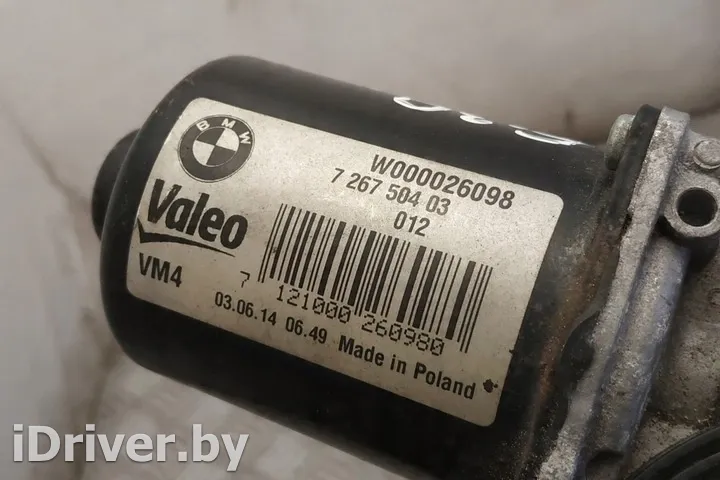 BMW
W000026098
7 267 504 03
012
Valeo
VM4
7 121000 260980
03.06.14 06.49 Made in Poland
iDriver.by